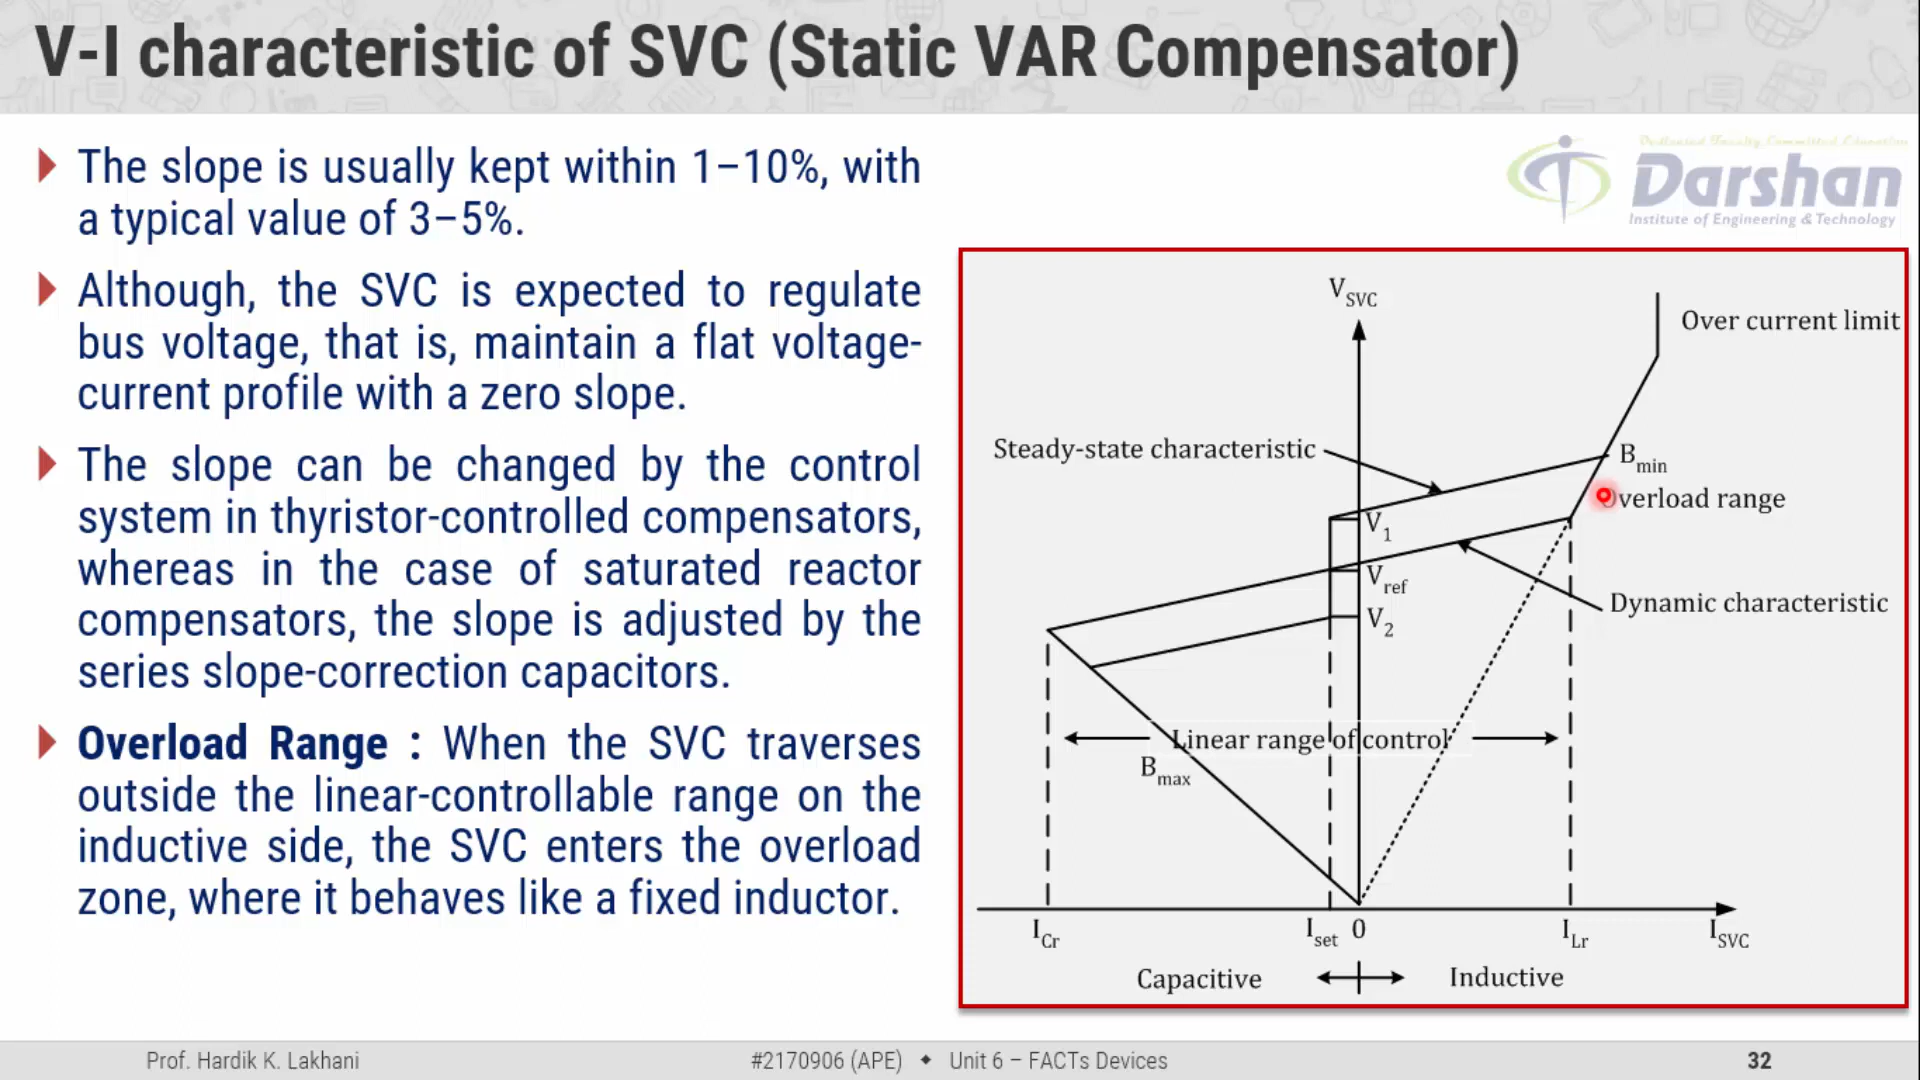 V-I characteristic of SVC (Static VAR Compensator)
The slope is usually kept within 1–10%, with
a typical value of 3–5%.
Although, the SVC is expected to regulate
bus voltage, that is, maintain a flat voltage-
current profile with a zero slope.
The slope can be changed by the control
system in thyristor-controlled compensators,
whereas in the case of saturated reactor
compensators, the slope is adjusted by the
series slope-correction capacitors.
Overload Range : When the SVC traverses
outside the linear-controllable range on the
inductive side, the SVC enters the overload
zone, where it behaves like a fixed inductor.
Dedicated Faculty Committed Education
Darshan
Institute of Engineering & Technology
VSVC
Over current limit
Steady-state characteristic
Bmin
Overload range
V1
Vref
Dynamic characteristic
V2
Linear range of control
Bmax
ICr
Iset
0
ILr
ISVC
Capacitive
Inductive
Prof. Hardik K. Lakhani
#2170906 (APE) ◆ Unit 6 – FACTs Devices
32